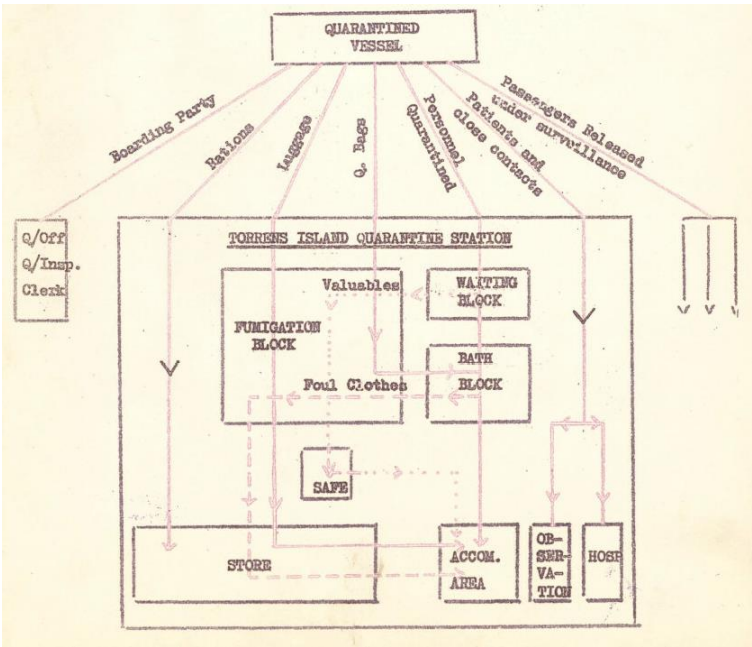 QUARANTINED
VESSEL
Boarding Party
Rations
Luggage
Q. Bags
Personnel
Quarantined
Patients and
close contacts
Passengers Released
under surveillance
Q/Off
Q/Insp.
Clerk
TORRENS ISLAND QUARANTINE STATION
Valuables
WAITING
BLOCK
FUMIGATION
BLOCK
BATH
BLOCK
Foul Clothes
SAFE
STORE
ACCOM.
AREA
OB-
SER-
VA-
TION
HOSP